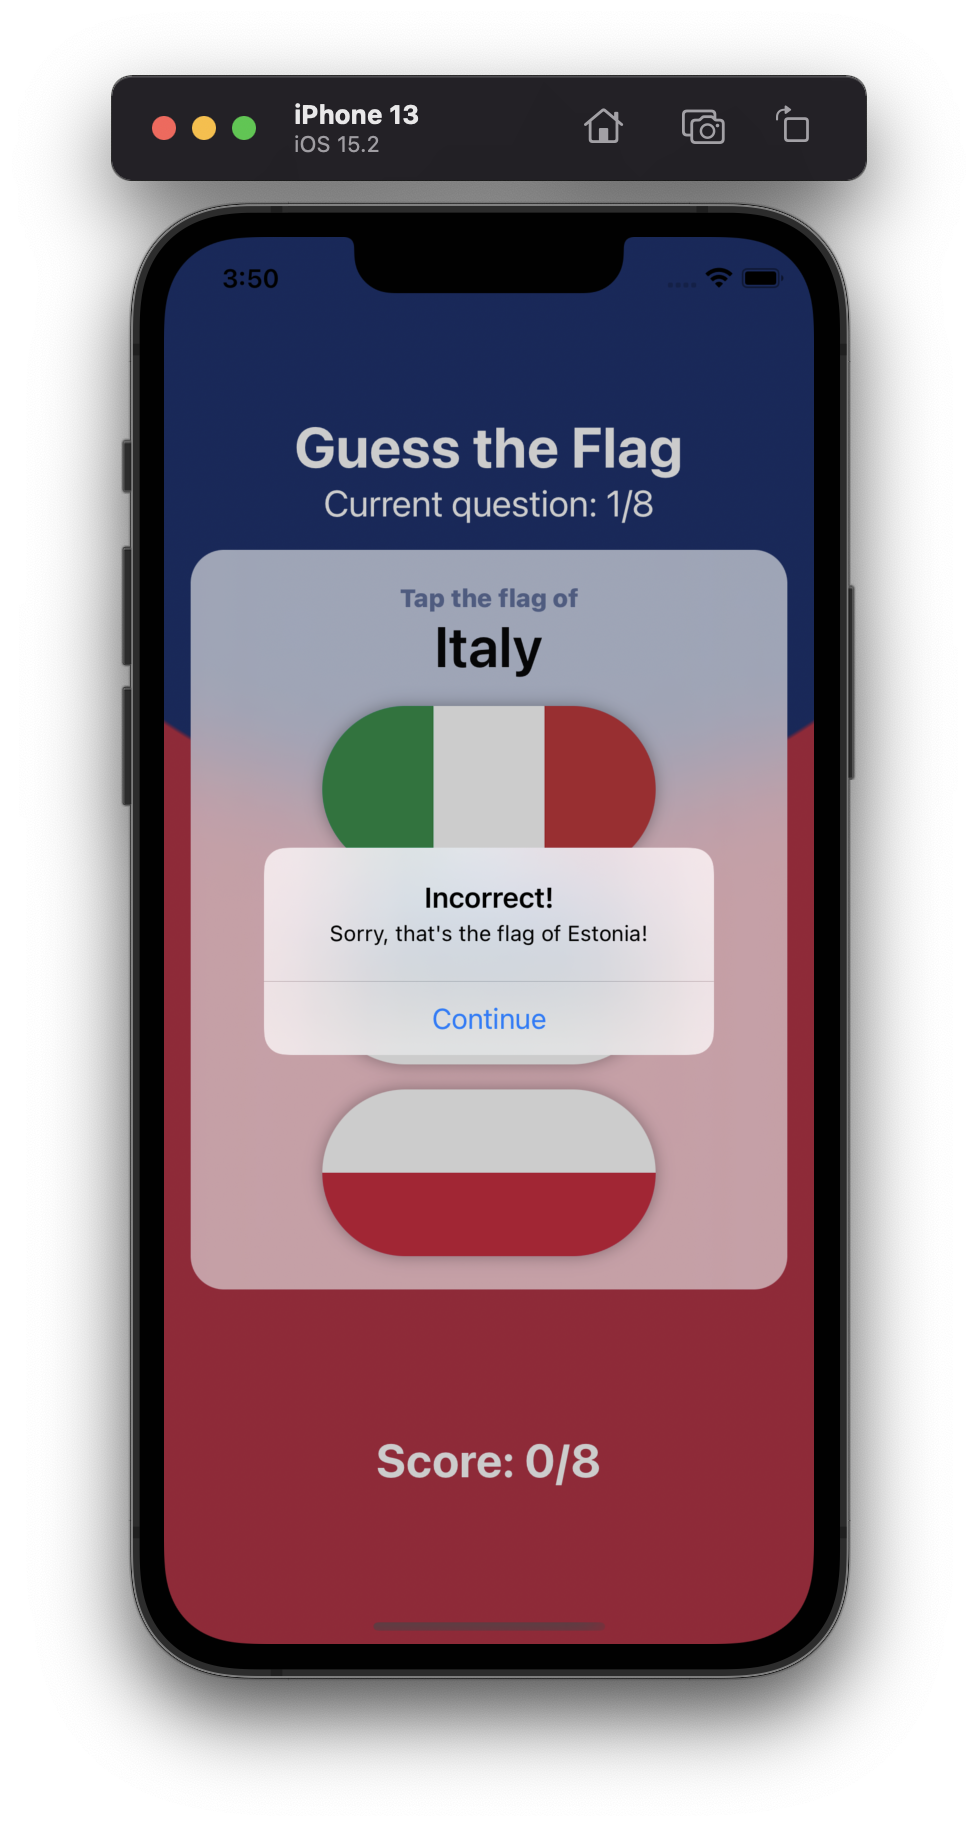 iPhone 13
iOS 15.2
3:50
Guess the Flag
Current question: 1/8
Tap the flag of
Italy
Incorrect!
Sorry, that's the flag of Estonia!
Continue
Score: 0/8